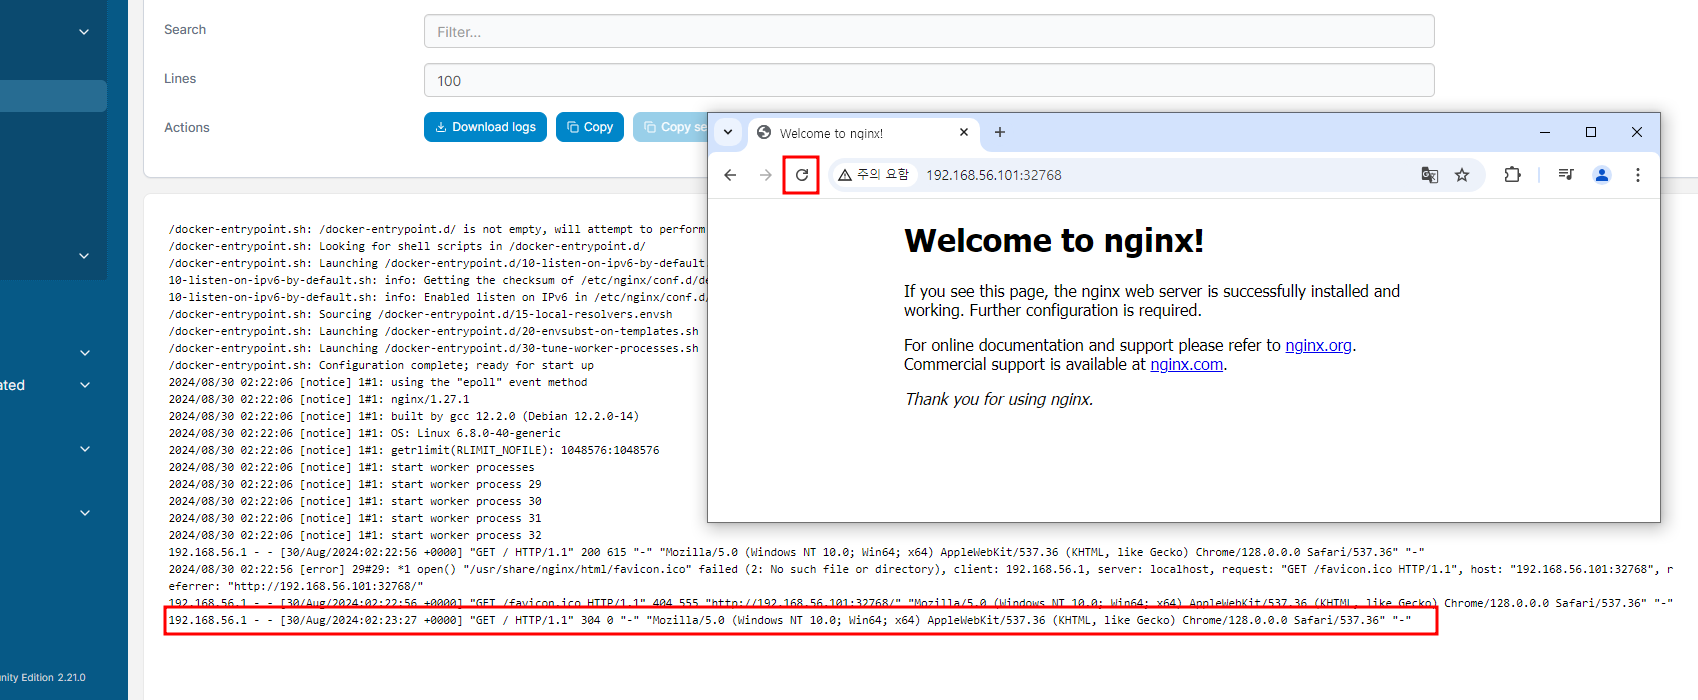 Search
Filter...
Lines
100
Actions
Download logs
Copy
Copy se
Welcome to nginx!
주의 요함
192.168.56.101:32768
Welcome to nginx!
If you see this page, the nginx web server is successfully installed and
working. Further configuration is required.
For online documentation and support please refer to nginx.org.
Commercial support is available at nginx.com.
Thank you for using nginx.
/docker-entrypoint.sh: /docker-entrypoint.d/ is not empty, will attempt to perform
/docker-entrypoint.sh: Looking for shell scripts in /docker-entrypoint.d/
/docker-entrypoint.sh: Launching /docker-entrypoint.d/10-listen-on-ipv6-by-default.
10-listen-on-ipv6-by-default.sh: info: Getting the checksum of /etc/nginx/conf.d/de
10-listen-on-ipv6-by-default.sh: info: Enabled listen on IPv6 in /etc/nginx/conf.d/
/docker-entrypoint.sh: Sourcing /docker-entrypoint.d/15-local-resolvers.envsh
/docker-entrypoint.sh: Launching /docker-entrypoint.d/20-envsubst-on-templates.sh
/docker-entrypoint.sh: Launching /docker-entrypoint.d/30-tune-worker-processes.sh
/docker-entrypoint.sh: Configuration complete; ready for start up
2024/08/30 02:22:06 [notice] 1#1: using the "epoll" event method
2024/08/30 02:22:06 [notice] 1#1: nginx/1.27.1
2024/08/30 02:22:06 [notice] 1#1: built by gcc 12.2.0 (Debian 12.2.0-14)
2024/08/30 02:22:06 [notice] 1#1: OS: Linux 6.8.0-40-generic
2024/08/30 02:22:06 [notice] 1#1: getrlimit(RLIMIT_NOFILE): 1048576:1048576
2024/08/30 02:22:06 [notice] 1#1: start worker processes
2024/08/30 02:22:06 [notice] 1#1: start worker process 29
2024/08/30 02:22:06 [notice] 1#1: start worker process 30
2024/08/30 02:22:06 [notice] 1#1: start worker process 31
2024/08/30 02:22:06 [notice] 1#1: start worker process 32
192.168.56.1 - - [30/Aug/2024:02:22:56 +0000] "GET / HTTP/1.1" 200 615 "-" "Mozilla/5.0 (Windows NT 10.0; Win64; x64) AppleWebKit/537.36 (KHTML, like Gecko) Chrome/128.0.0.0 Safari/537.36" "-"
2024/08/30 02:22:56 [error] 29#29: *1 open() "/usr/share/nginx/html/favicon.ico" failed (2: No such file or directory), client: 192.168.56.1, server: localhost, request: "GET /favicon.ico HTTP/1.1", host: "192.168.56.101:32768", r
eferrer: "http://192.168.56.101:32768/"
192.168.56.1 - - [30/Aug/2024:02:22:56 +0000] "GET /favicon.ico HTTP/1.1" 404 555 "http://192.168.56.101:32768/" "Mozilla/5.0 (Windows NT 10.0; Win64; x64) AppleWebKit/537.36 (KHTML, like Gecko) Chrome/128.0.0.0 Safari/537.36" "-"
192.168.56.1 - - [30/Aug/2024:02:23:27 +0000] "GET / HTTP/1.1" 304 0 "-" "Mozilla/5.0 (Windows NT 10.0; Win64; x64) AppleWebKit/537.36 (KHTML, like Gecko) Chrome/128.0.0.0 Safari/537.36" "-"
ated
nity Edition 2.21.0